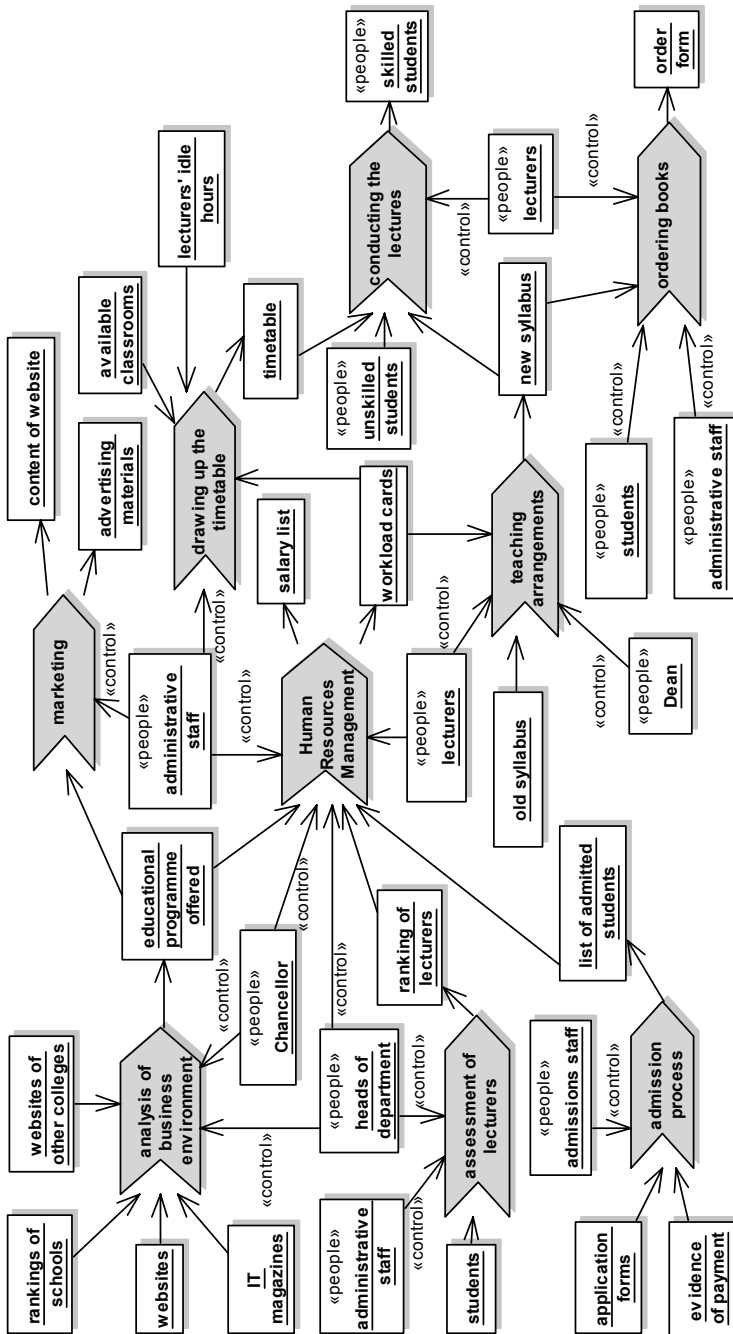 rankings of
schools
websites of
other colleges
websites
IT
magazines
analysis of
business
environment
educational
programme
offered
«control»
«control»
«people»
Chancellor
«control»
marketing
content of website
advertising
materials
«control»
«people»
administrative
staff
«control»
«control»
available
classrooms
lecturers' idle
hours
drawing up the
timetable
timetable
«people»
heads of
department
«control»
«control»
«people»
administrative
staff
«control»
students
assessment of
lecturers
ranking of
lecturers
Human
Resources
Management
salary list
workload cards
«people»
lecturers
«control»
«people»
unskilled
students
conducting the
lectures
«people»
skilled
students
«control»
«people»
lecturers
«control»
old syllabus
teaching
arrangements
new syllabus
«control»
«people»
Dean
application
forms
evidence
of payment
«people»
admissions staff
«control»
admission
process
list of admitted
students
«people»
students
«control»
«people»
administrative staff
«control»
ordering books
order
form